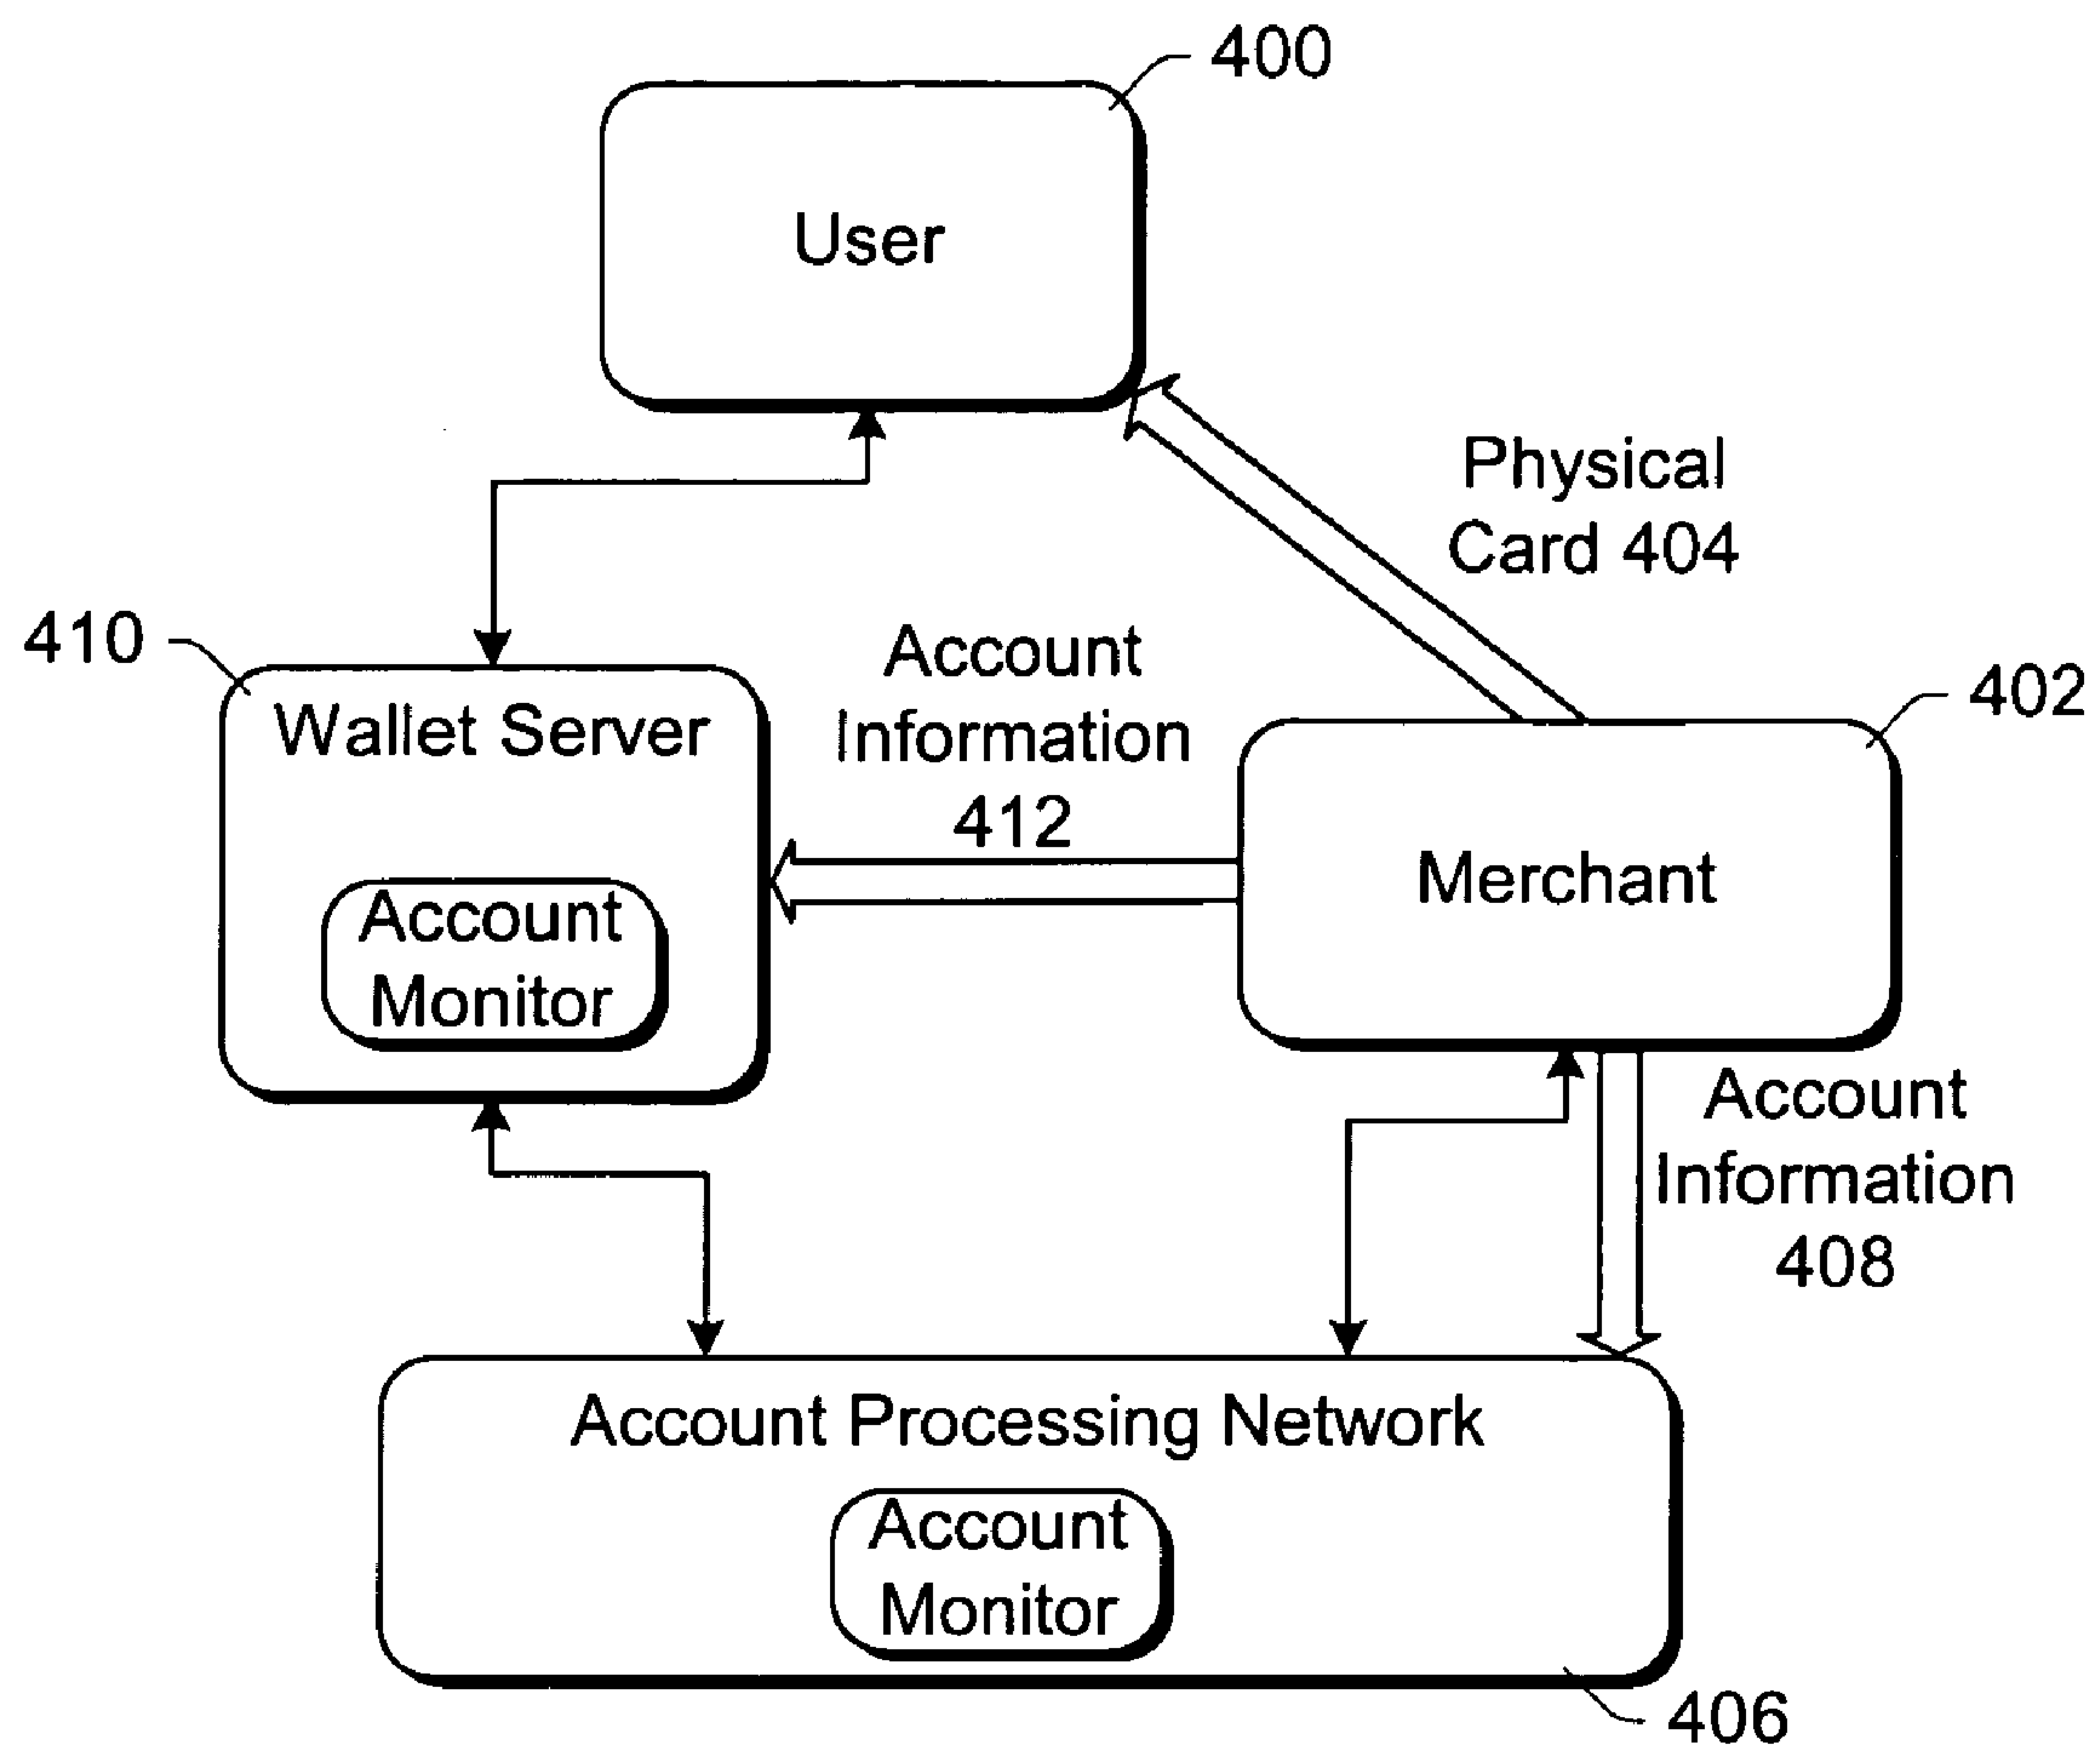 400
User
Physical
Card 404
410
Wallet Server
Account
Monitor
Account
Information
412
402
Merchant
Account
Information
408
Account Processing Network
Account
Monitor
406